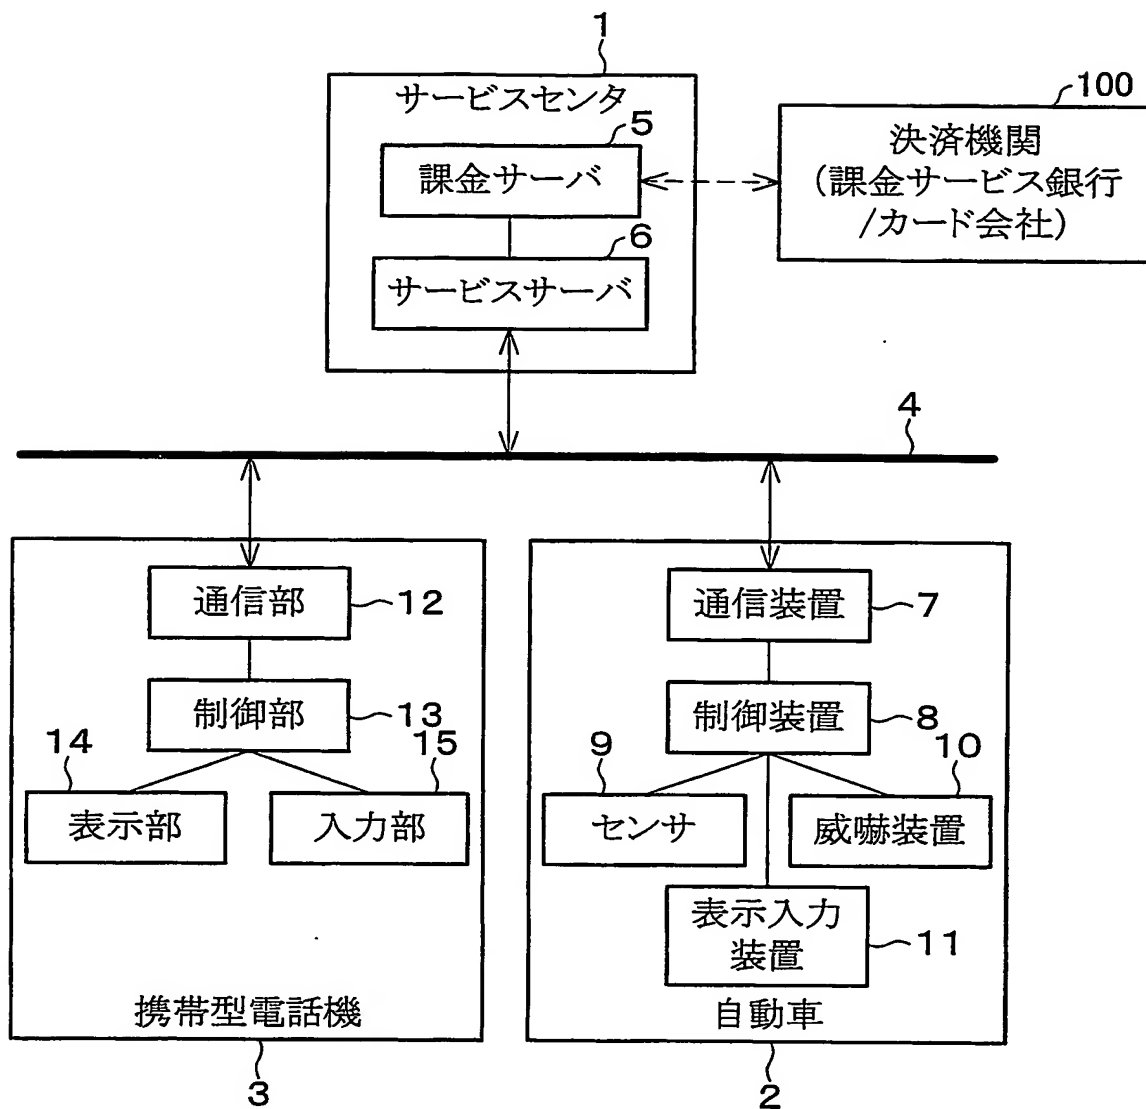 1
サービスセンタ
5
課金サーバ
6
サービスサーバ
100
決済機関
(課金サービス銀行
/カード会社)
4
通信部
12
制御部
13
14
表示部
15
入力部
携帯型電話機
3
通信装置
7
制御装置
8
9
センサ
10
威嚇装置
表示入力
装置
11
自動車
2